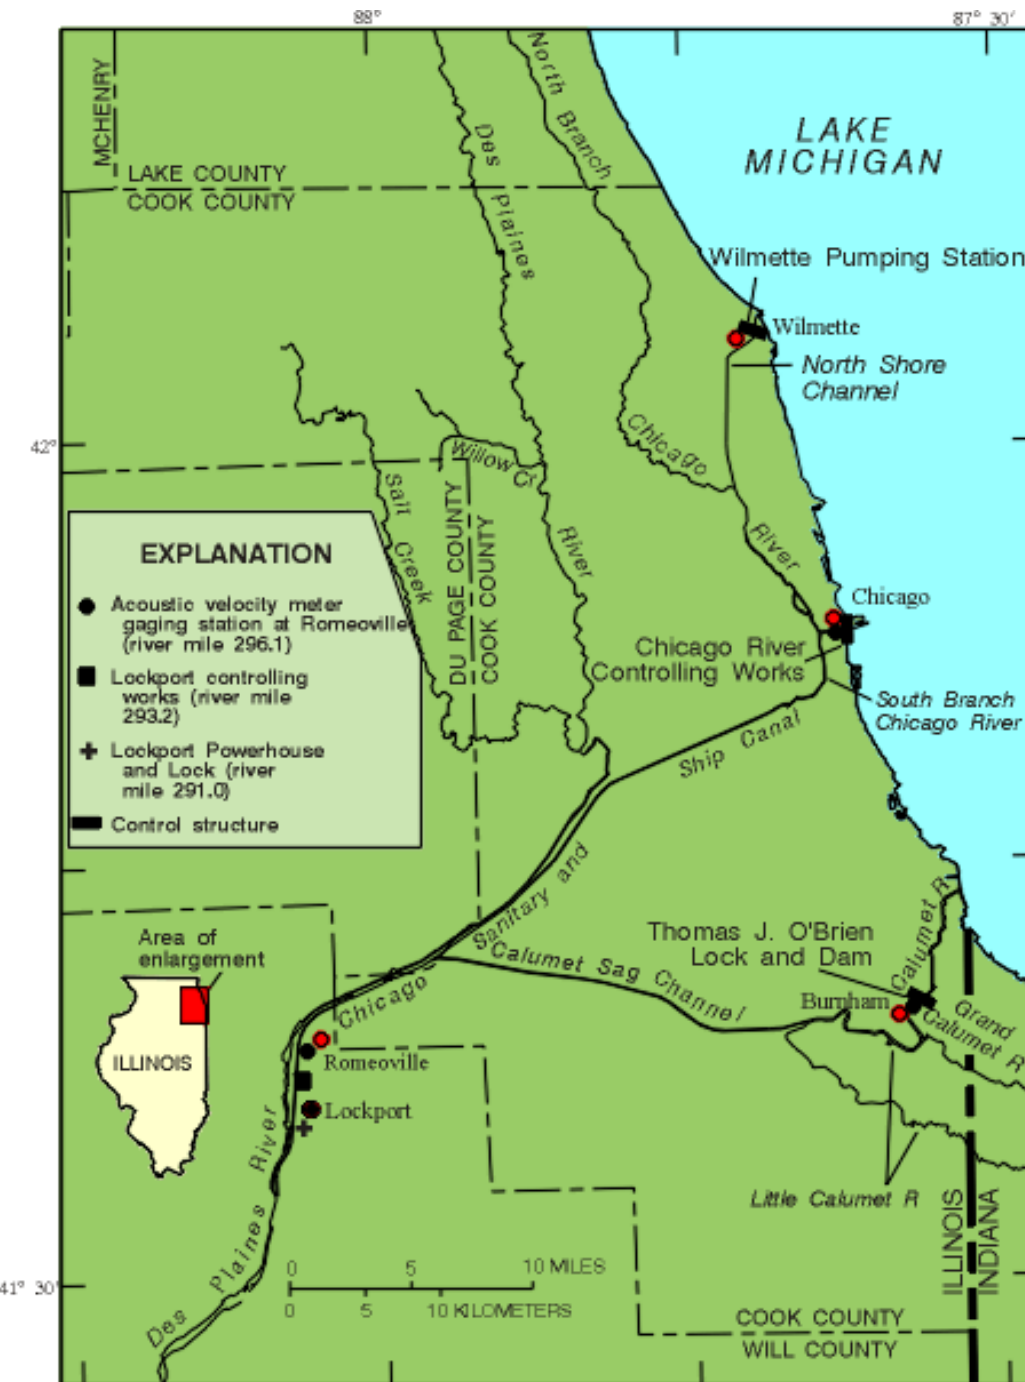 88°
87° 30'
MCHENRY
North Branch
Des Plaines
LAKE
MICHIGAN
LAKE COUNTY
COOK COUNTY
Wilmette Pumping Station
Wilmette
North Shore
Channel
42°
Chicago
Willow Cr
Salt Creek
DU PAGE COUNTY
COOK COUNTY
River
River
EXPLANATION
Acoustic velocity meter
gaging station at Romeoville
(river mile 296.1)
Lockport controlling
works (river mile
293.2)
Lockport Powerhouse
and Lock (river
mile 291.0)
Control structure
Chicago
Chicago River
Controlling Works
South Branch
Chicago River
Ship Canal
Sanitary and
Chicago
Calumet Sag Channel
Thomas J. O'Brien
Lock and Dam
Calumet R
Burnham
Grand
Calumet R
Area of
enlargement
ILLINOIS
Romeoville
Lockport
Little Calumet R
Des Plaines River
ILLINOIS
INDIANA
41° 30'
0 5 10 MILES
0 5 10 KILOMETERS
COOK COUNTY
WILL COUNTY